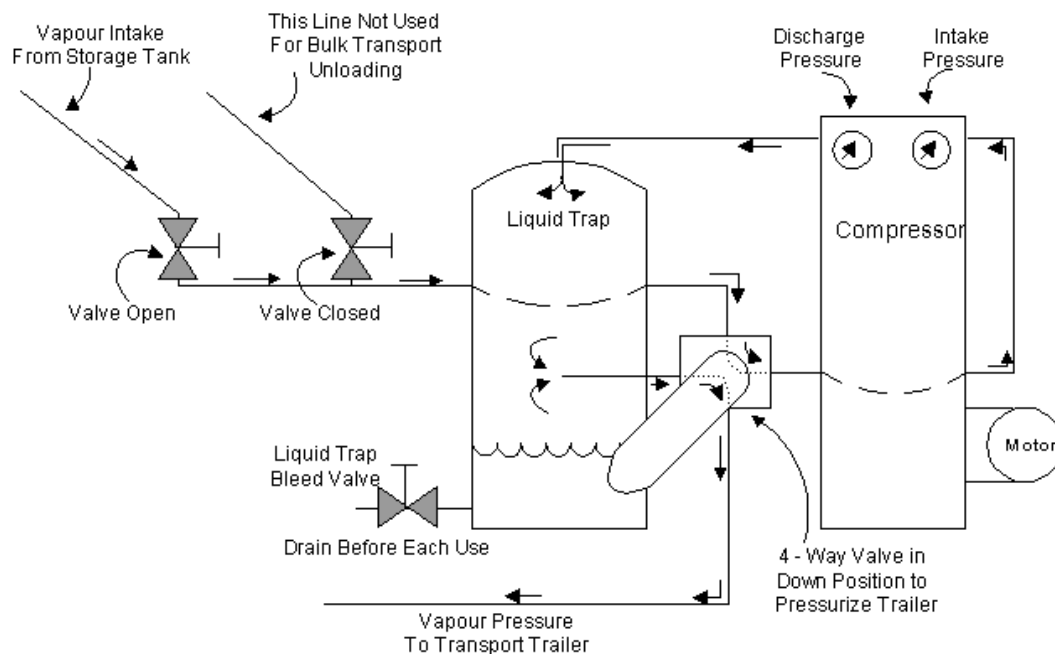 Vapour Intake
From Storage Tank
This Line Not Used
For Bulk Transport
Unloading
Discharge
Pressure
Intake
Pressure
Liquid Trap
Compressor
Valve Open
Valve Closed
Motor
Liquid Trap
Bleed Valve
Drain Before Each Use
4 - Way Valve in
Down Position to
Pressurize Trailer
Vapour Pressure
To Transport Trailer